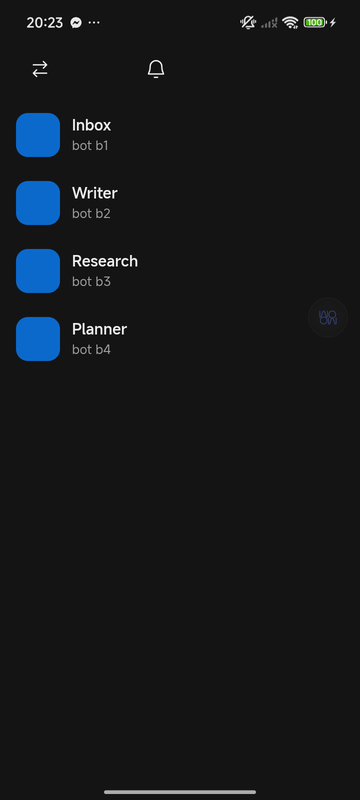 20:23
100
Inbox
bot b1
Writer
bot b2
Research
bot b3
Planner
bot b4